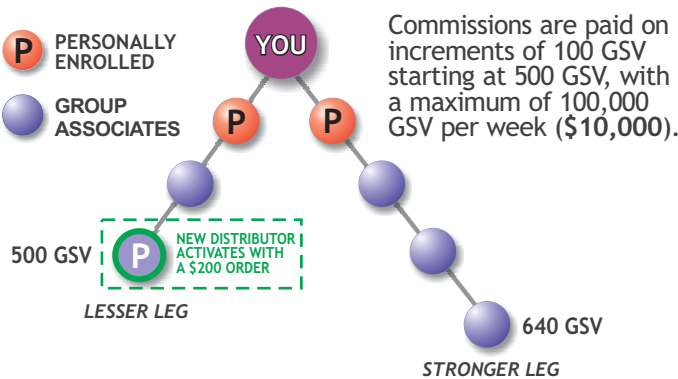 P PERSONALLY
ENROLLED
GROUP
ASSOCIATES
YOU
Commissions are paid on
increments of 100 GSV
starting at 500 GSV, with
a maximum of 100,000
GSV per week ($10,000).
P
P
500 GSV
P
NEW DISTRIBUTOR
ACTIVATES WITH
A $200 ORDER
LESSER LEG
640 GSV
STRONGER LEG